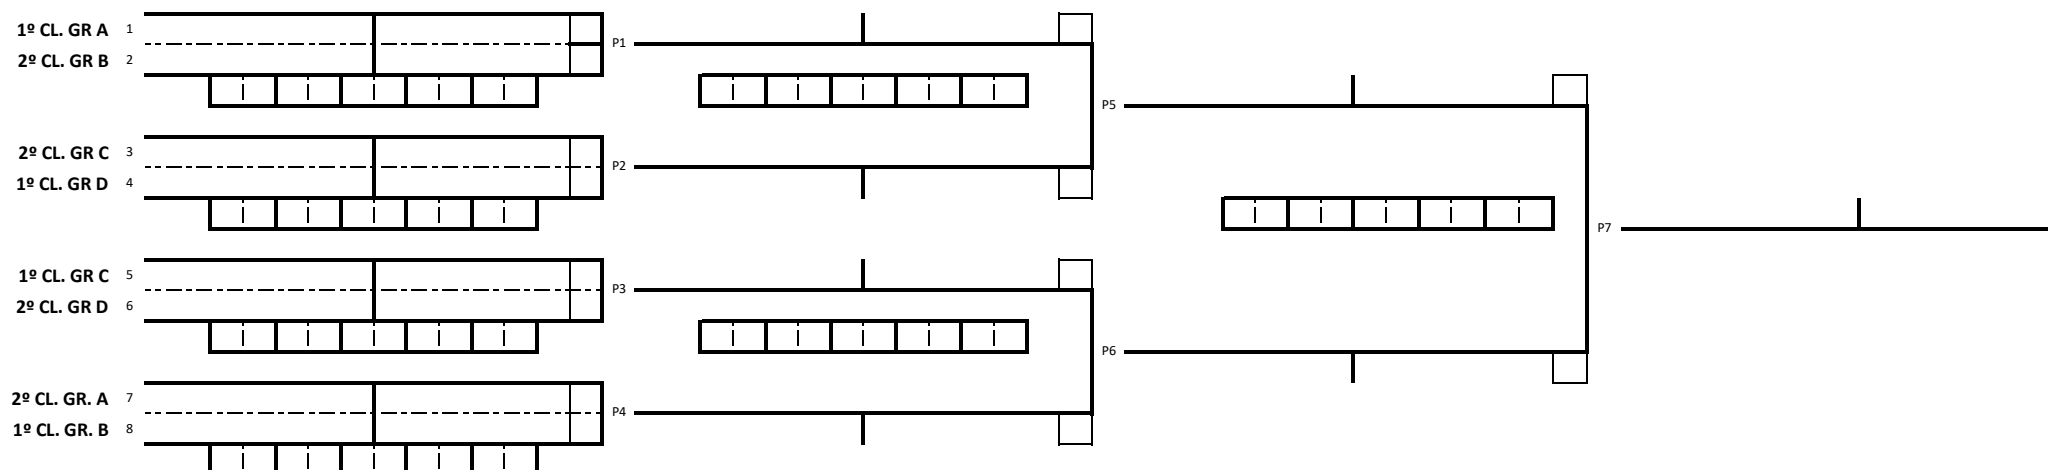 1º CL. GR A 1
P1
2º CL. GR B 2
P5
2º CL. GR C 3
P2
1º CL. GR D 4
P7
1º CL. GR C 5
P3
2º CL. GR D 6
P6
2º CL. GR. A 7
P4
1º CL. GR. B 8